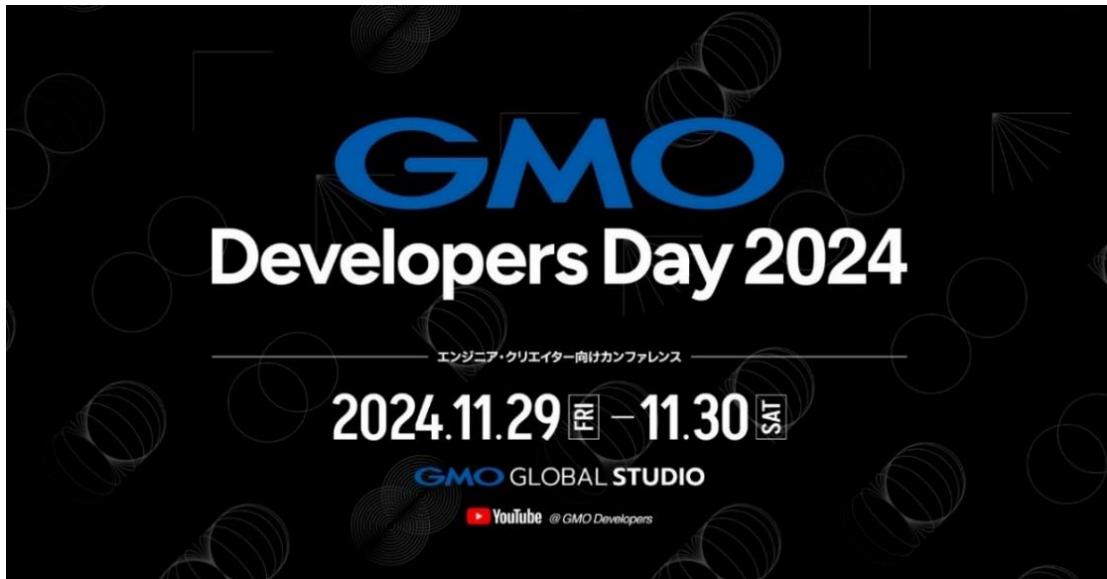 GMO
Developers Day 2024
エンジニア・クリエイター向けカンファレンス
2024.11.29 FRI – 11.30 SAT
GMO GLOBAL STUDIO
YouTube @ GMO Developers